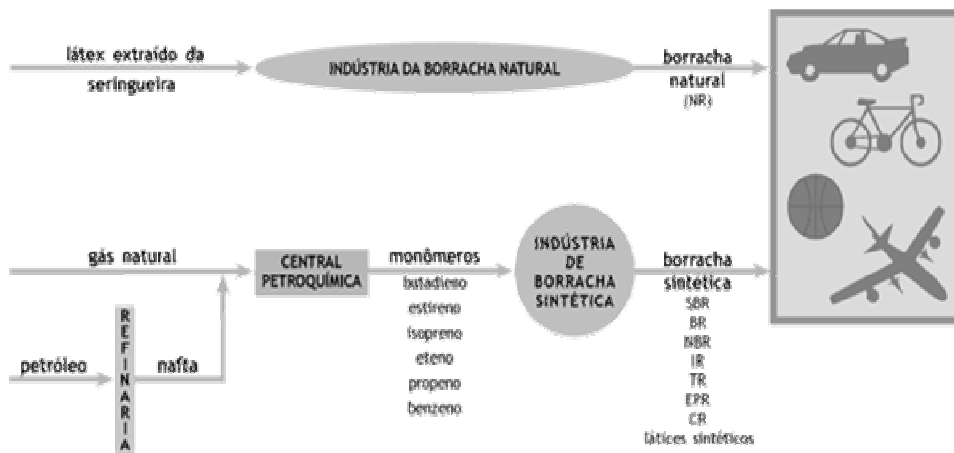 látex extraído da
seringueira
INDÚSTRIA DA BORRACHA NATURAL
borracha
natural
(NR)
gás natural
petróleo
REFINARIA
nafta
CENTRAL
PETROQUÍMICA
monômeros
butadieno
estireno
isopreno
eteno
propeno
benzeno
INDÚSTRIA
DE
BORRACHA
SINTÉTICA
borracha
sintética
SBR
BR
NBR
IR
TR
EPR
CR
látices sintéticos